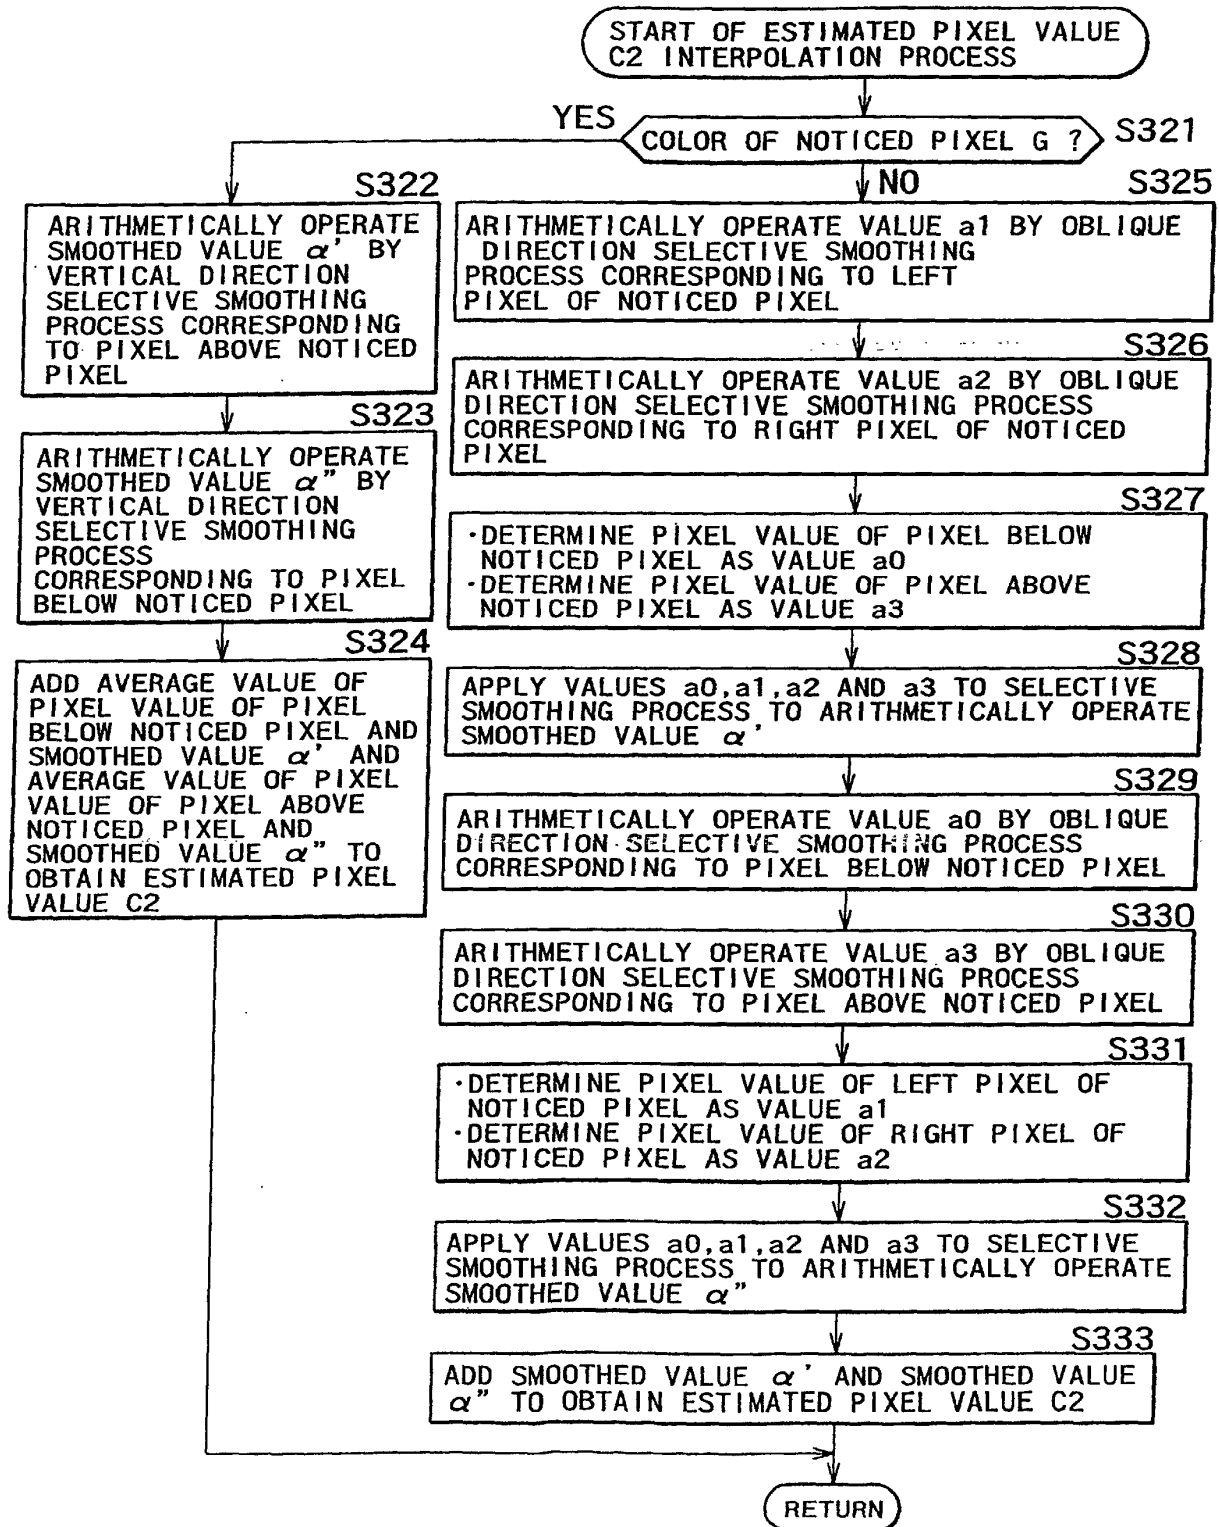 START OF ESTIMATED PIXEL VALUE
C2 INTERPOLATION PROCESS
COLOR OF NOTICED PIXEL G ?
S321
YES
NO
S322
ARITHMETICALLY OPERATE
SMOOTHED VALUE α' BY
VERTICAL DIRECTION
SELECTIVE SMOOTHING
PROCESS CORRESPONDING
TO PIXEL ABOVE NOTICED
PIXEL
S323
ARITHMETICALLY OPERATE
SMOOTHED VALUE α" BY
VERTICAL DIRECTION
SELECTIVE SMOOTHING
PROCESS
CORRESPONDING TO PIXEL
BELOW NOTICED PIXEL
S324
ADD AVERAGE VALUE OF
PIXEL VALUE OF PIXEL
BELOW NOTICED PIXEL AND
SMOOTHED VALUE α' AND
AVERAGE VALUE OF PIXEL
VALUE OF PIXEL ABOVE
NOTICED PIXEL AND
SMOOTHED VALUE α" TO
OBTAIN ESTIMATED PIXEL
VALUE C2
S325
ARITHMETICALLY OPERATE VALUE a1 BY OBLIQUE
DIRECTION SELECTIVE SMOOTHING
PROCESS CORRESPONDING TO LEFT
PIXEL OF NOTICED PIXEL
S326
ARITHMETICALLY OPERATE VALUE a2 BY OBLIQUE
DIRECTION SELECTIVE SMOOTHING PROCESS
CORRESPONDING TO RIGHT PIXEL OF NOTICED
PIXEL
S327
·DETERMINE PIXEL VALUE OF PIXEL BELOW
NOTICED PIXEL AS VALUE a0
·DETERMINE PIXEL VALUE OF PIXEL ABOVE
NOTICED PIXEL AS VALUE a3
S328
APPLY VALUES a0,a1,a2 AND a3 TO SELECTIVE
SMOOTHING PROCESS TO ARITHMETICALLY OPERATE
SMOOTHED VALUE α'
S329
ARITHMETICALLY OPERATE VALUE a0 BY OBLIQUE
DIRECTION SELECTIVE SMOOTHING PROCESS
CORRESPONDING TO PIXEL BELOW NOTICED PIXEL
S330
ARITHMETICALLY OPERATE VALUE a3 BY OBLIQUE
DIRECTION SELECTIVE SMOOTHING PROCESS
CORRESPONDING TO PIXEL ABOVE NOTICED PIXEL
S331
·DETERMINE PIXEL VALUE OF LEFT PIXEL OF
NOTICED PIXEL AS VALUE a1
·DETERMINE PIXEL VALUE OF RIGHT PIXEL OF
NOTICED PIXEL AS VALUE a2
S332
APPLY VALUES a0,a1,a2 AND a3 TO SELECTIVE
SMOOTHING PROCESS TO ARITHMETICALLY OPERATE
SMOOTHED VALUE α"
S333
ADD SMOOTHED VALUE α' AND SMOOTHED VALUE
α" TO OBTAIN ESTIMATED PIXEL VALUE C2
RETURN